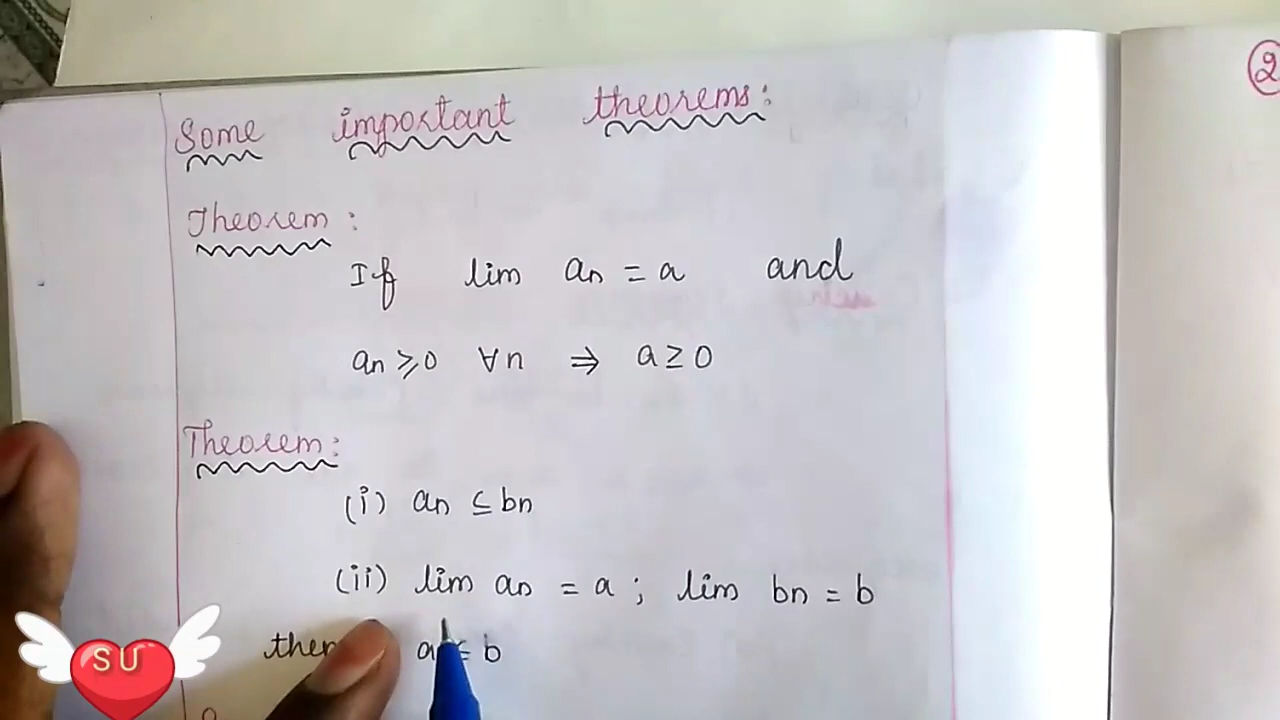 2
Some important theorems:
Theorem:
If lim an = a and
an ≥ 0 ∀n ⇒ a ≥ 0
Theorem:
(i) an ≤ bn
(ii) lim an = a ; lim bn = b
a ≤ b
SU